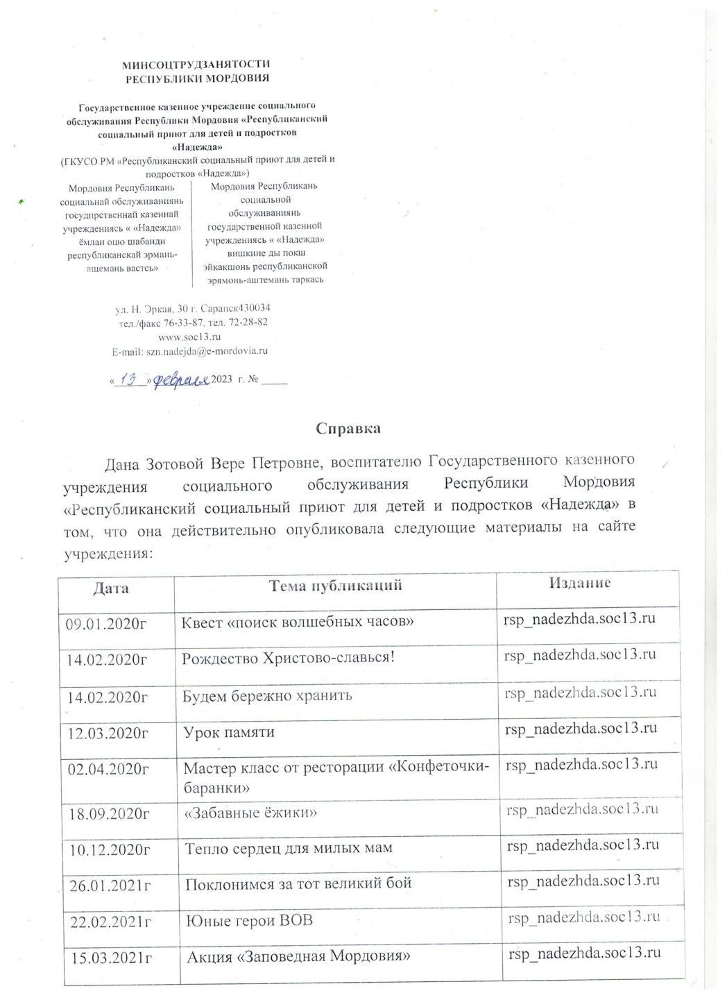 МИНСОЦТРУДЗАНЯТОСТИ
РЕСПУБЛИКИ МОРДОВИЯ
Государственное казенное учреждение социального
обслуживания Республики Мордовия «Республиканский
социальный приют для детей и подростков
«Надежда»
(ГКУСО РМ «Республиканский социальный приют для детей и
подростков «Надежда»)
Мордовия Республикань
социальнай обслуживаниянь
госудпрственнай казеннай
учреждениясь « «Надежда»
ёмлаи оцю шабанди
республиканскай эрмань-
ащемань вастсь»
Мордовия Республикань
социальной
обслуживаниянь
государственной казенной
учреждениясь « «Надежда»
вишкине ды покш
эйкакшонь республиканской
эрямонь-аштемань таркась
ул. Н. Эркая, 30 г. Саранск430034
тел./факс 76-33-87, тел. 72-28-82
www.soc13.ru
E-mail: szn.nadejda@e-mordovia.ru
«13» февраля 2023 г. № _____
Справка
Дана Зотовой Вере Петровне, воспитателю Государственного казенного
учреждения социального обслуживания Республики Мордовия
«Республиканский социальный приют для детей и подростков «Надежда» в
том, что она действительно опубликовала следующие материалы на сайте
учреждения:
Дата Тема публикаций Издание
09.01.2020г Квест «поиск волшебных часов» rsp_nadezhda.soc13.ru
14.02.2020г Рождество Христово-славься! rsp_nadezhda.soc13.ru
14.02.2020г Будем бережно хранить rsp_nadezhda.soc13.ru
12.03.2020г Урок памяти rsp_nadezhda.soc13.ru
02.04.2020г Мастер класс от ресторации «Конфеточки- rsp_nadezhda.soc13.ru
баранки»
18.09.2020г «Забавные ёжики» rsp_nadezhda.soc13.ru
10.12.2020г Тепло сердец для милых мам rsp_nadezhda.soc13.ru
26.01.2021г Поклонимся за тот великий бой rsp_nadezhda.soc13.ru
22.02.2021г Юные герои ВОВ rsp_nadezhda.soc13.ru
15.03.2021г Акция «Заповедная Мордовия» rsp_nadezhda.soc13.ru